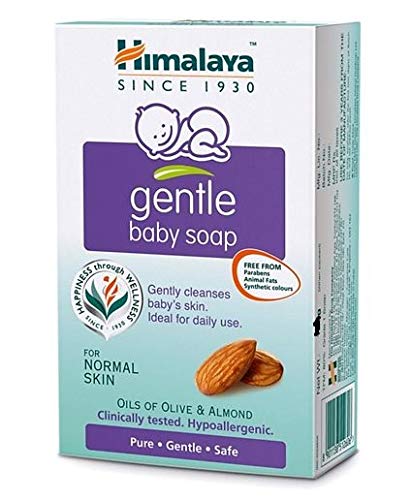 Himalaya™
SINCE 1930
gentle
baby soap
FREE FROM
Parabens
Animal Fats
Synthetic colours
HAPPINESS through WELLNESS
SINCE 1930
Gently cleanses
baby's skin.
Ideal for daily use.
FOR
NORMAL
SKIN
OILS OF OLIVE & ALMOND
Clinically tested. Hypoallergenic.
Pure • Gentle • Safe